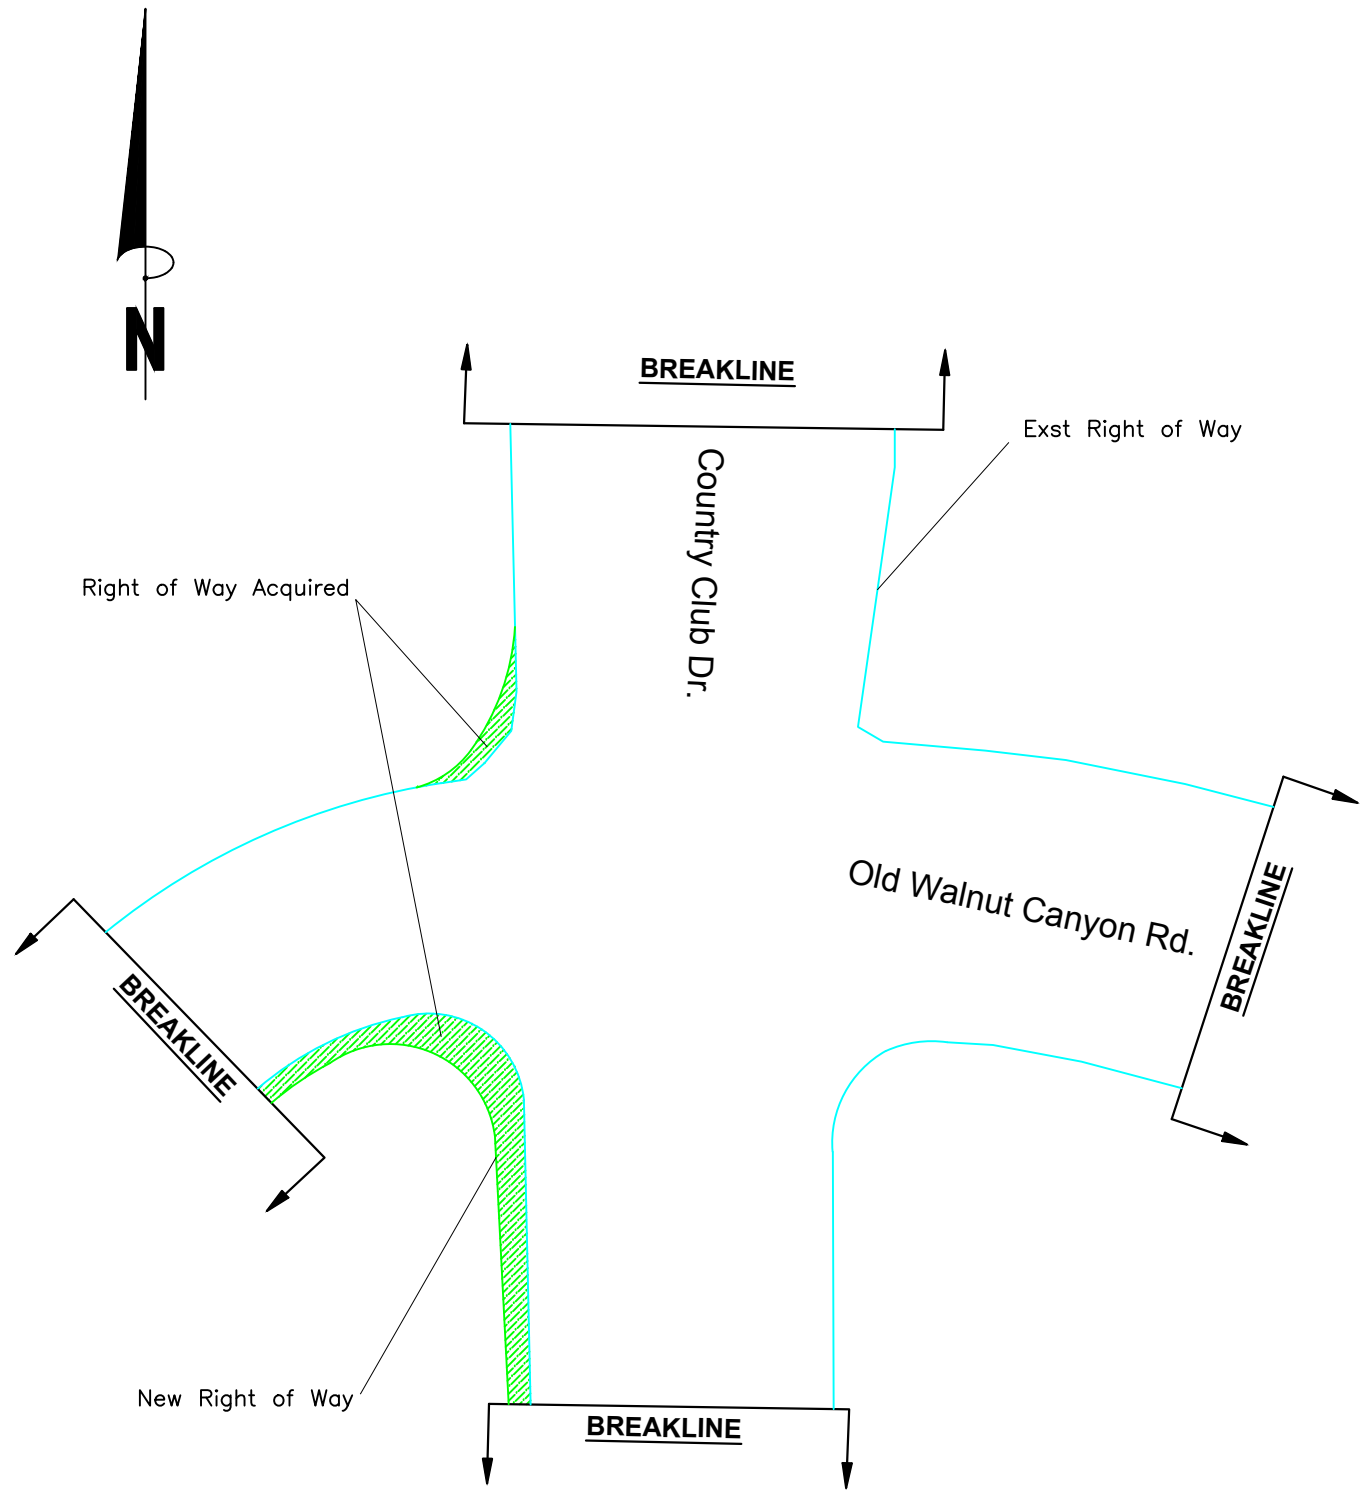 N
BREAKLINE
Exst Right of Way
Country Club Dr.
Right of Way Acquired
Old Walnut Canyon Rd.
BREAKLINE
BREAKLINE
New Right of Way
BREAKLINE